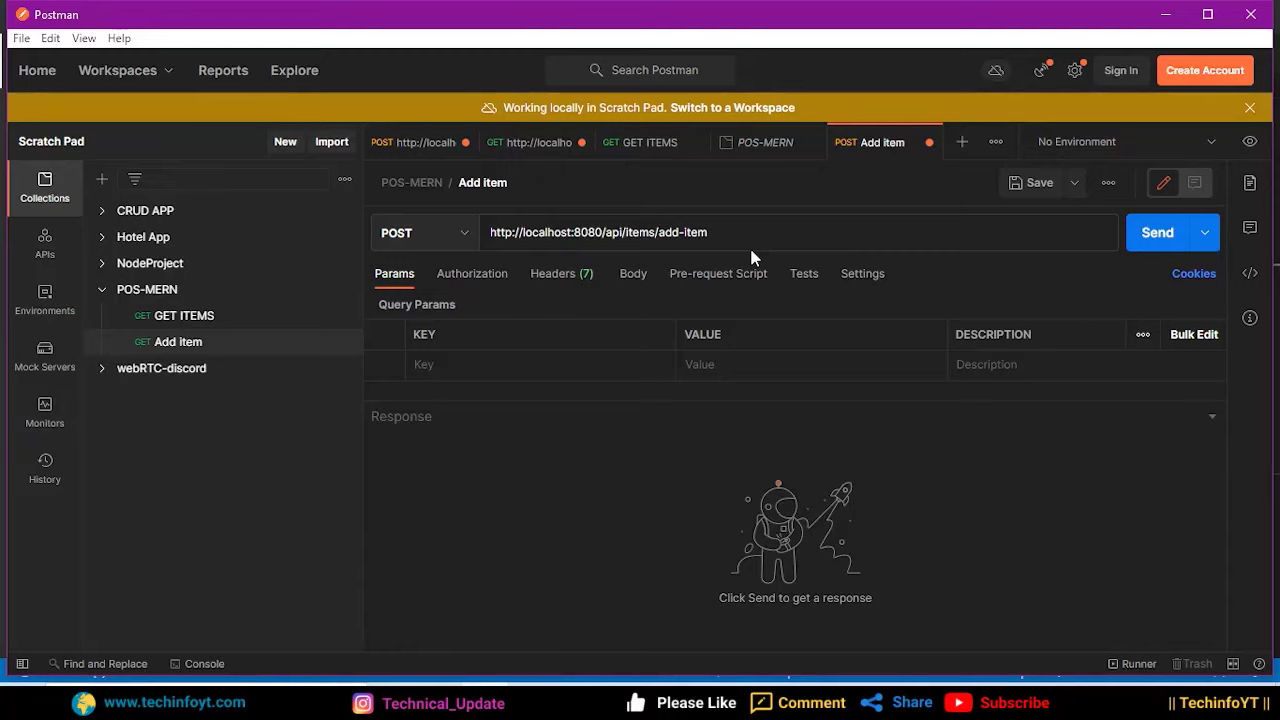 Postman
File Edit View Help
Home Workspaces Reports Explore Search Postman Sign In Create Account
Working locally in Scratch Pad. Switch to a Workspace
Scratch Pad New Import POST http://localh GET http://localho GET GET ITEMS POS-MERN POST Add item No Environment
POS-MERN / Add item Save
Collections
APIs
Environments
Mock Servers
Monitors
History
CRUD APP
Hotel App
NodeProject
POS-MERN
GET GET ITEMS
GET Add item
webRTC-discord
POST http://localhost:8080/api/items/add-item Send
Params Authorization Headers (7) Body Pre-request Script Tests Settings Cookies
Query Params
KEY VALUE DESCRIPTION Bulk Edit
Key Value Description
Response
Click Send to get a response
Find and Replace Console Runner Trash
www.techinfoyt.com Technical_Update Please Like Comment Share Subscribe || TechinfoYT ||